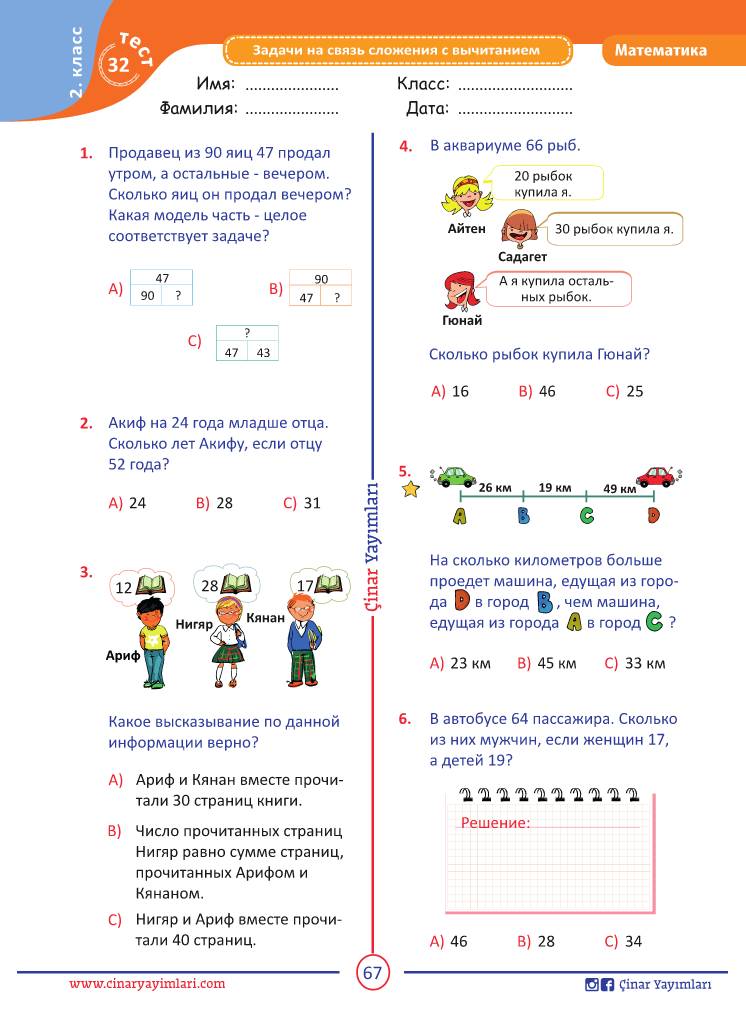 2. класс
тест
32
Задачи на связь сложения с вычитанием
Математика
Имя: ......................
Класс: ...........................
Фамилия: ......................
Дата: ...........................
1. Продавец из 90 яиц 47 продал
утром, а остальные - вечером.
Сколько яиц он продал вечером?
Какая модель часть - целое
соответствует задаче?
A)
47
90 ?
B)
90
47 ?
C)
?
47 43
2. Акиф на 24 года младше отца.
Сколько лет Акифу, если отцу
52 года?
A) 24 B) 28 C) 31
3.
12
28
17
Ариф
Нигяр
Кянан
Какое высказывание по данной
информации верно?
A) Ариф и Кянан вместе прочи-
тали 30 страниц книги.
B) Число прочитанных страниц
Нигяр равно сумме страниц,
прочитанных Арифом и
Кянаном.
C) Нигяр и Ариф вместе прочи-
тали 40 страниц.
Çinar Yayımları
4. В аквариуме 66 рыб.
20 рыбок
купила я.
Айтен
30 рыбок купила я.
Садагет
А я купила осталь-
ных рыбок.
Гюнай
Сколько рыбок купила Гюнай?
A) 16 B) 46 C) 25
5.
26 км 19 км 49 км
A B C D
На сколько километров больше
проедет машина, едущая из горо-
да D в город B, чем машина,
едущая из города A в город C ?
A) 23 км B) 45 км C) 33 км
6. В автобусе 64 пассажира. Сколько
из них мужчин, если женщин 17,
а детей 19?
Решение:
A) 46 B) 28 C) 34
www.cinaryayimlari.com
67
Çinar Yayımları